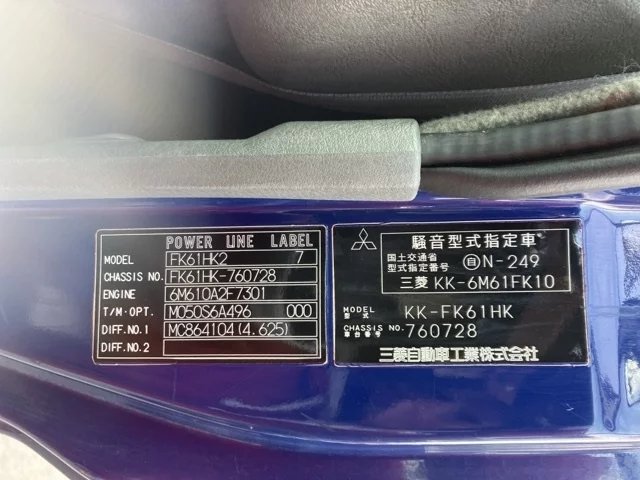 POWER LINE LABEL
MODEL FK61HK2 7
CHASSIS NO. FK61HK-760728
ENGINE 6M610A2F7301
T/M·OPT. M050S6A496 000
DIFF.NO.1 MC864104(4.625)
DIFF.NO.2
騒音型式指定車
国土交通省
型式指定番号 自N-249
三菱 KK-6M61FK10
MODEL
型式 KK-FK61HK
CHASSIS NO.
車台番号 760728
三菱自動車工業株式会社